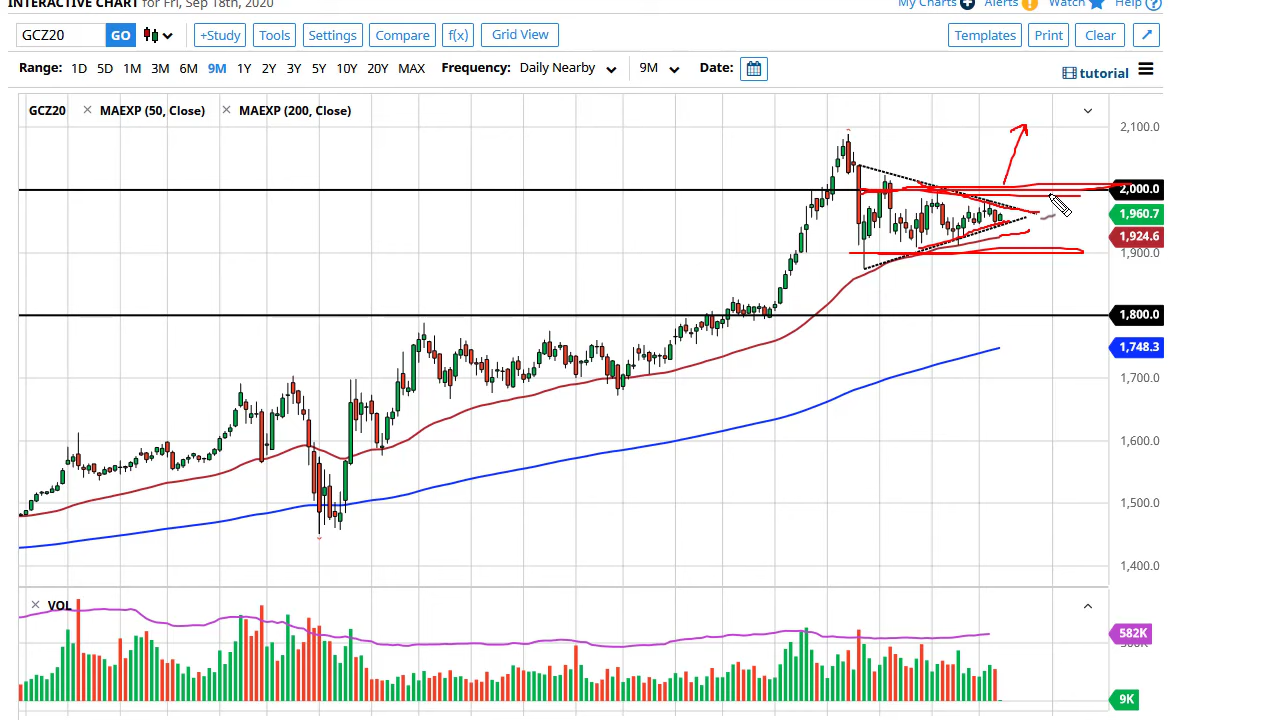 INTERACTIVE CHART for Fri, Sep 18th, 2020 My Charts Alerts Watch Help
GCZ20 GO +Study Tools Settings Compare f(x) Grid View Templates Print Clear
Range: 1D 5D 1M 3M 6M 9M 1Y 2Y 3Y 5Y 10Y 20Y MAX Frequency: Daily Nearby 9M Date: tutorial
GCZ20 MAEXP (50, Close) MAEXP (200, Close)
2,100.0
2,000.0
1,960.7
1,924.6
1,900.0
1,800.0
1,748.3
1,700.0
1,600.0
1,500.0
1,400.0
VOL
582K
9K